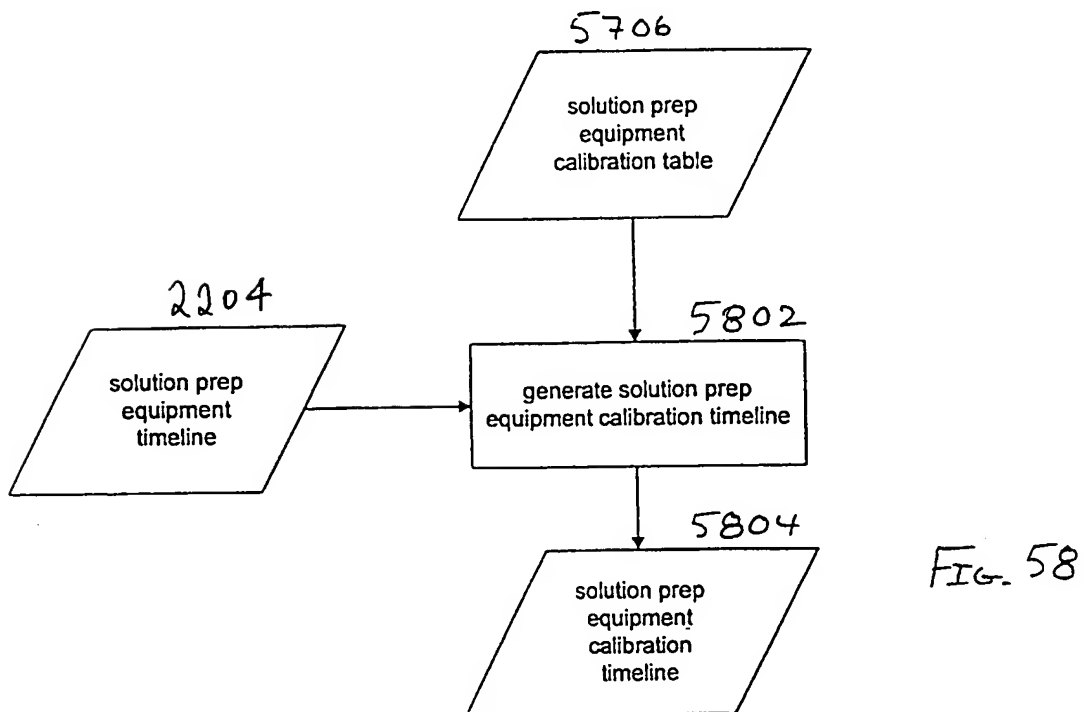 5706
solution prep
equipment
calibration table
2204
solution prep
equipment
timeline
5802
generate solution prep
equipment calibration timeline
5804
solution prep
equipment
calibration
timeline
FIG. 58